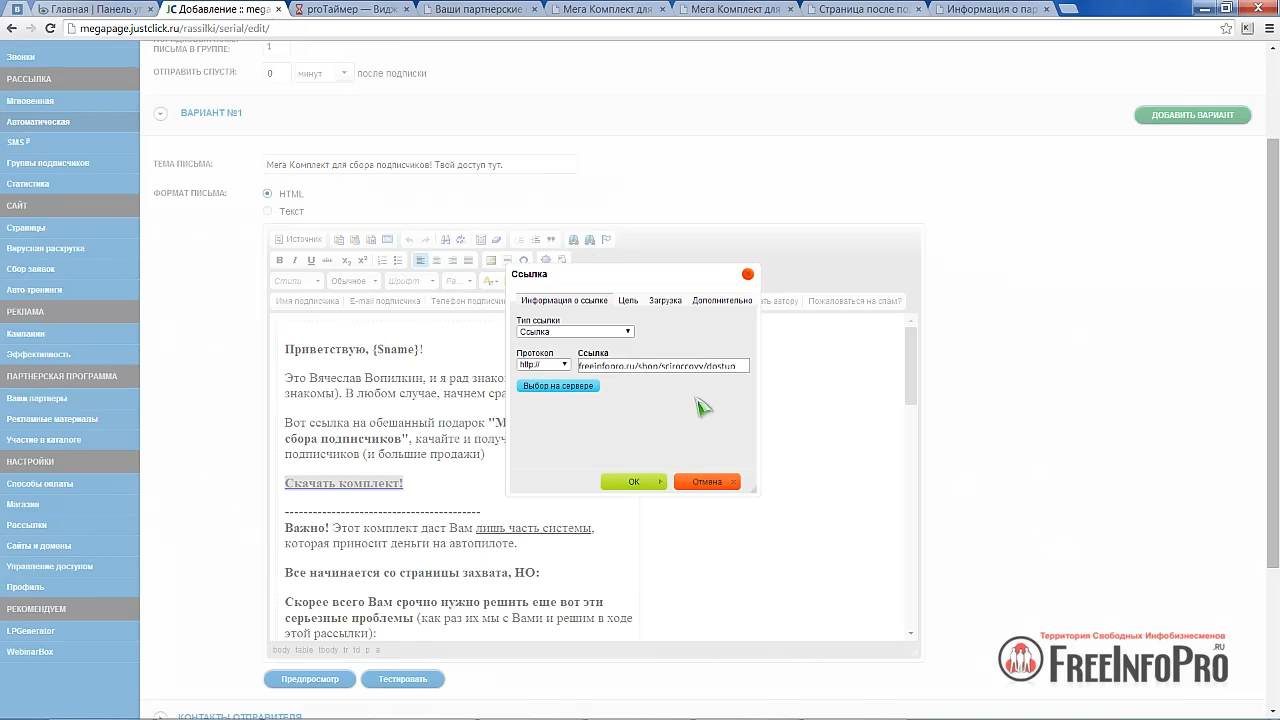 Главная | Панель уп
JC Добавление :: mega
proТаймер — Видж
Ваши партнерские
Мега Комплект для
Мега Комплект для
Страница после по
Информация о пар
megapage.justclick.ru/rassilki/serial/edit/
Звонки
РАССЫЛКА
Мгновенная
Автоматическая
SMS β
Группы подписчиков
Статистика
САЙТ
Страницы
Вирусная раскрутка
Сбор заявок
Авто-тренинги
РЕКЛАМА
Кампании
Эффективность
ПАРТНЕРСКАЯ ПРОГРАММА
Ваши партнеры
Рекламные материалы
Участие в каталоге
НАСТРОЙКИ
Способы оплаты
Магазин
Рассылки
Сайты и домены
Управление доступом
Профиль
РЕКОМЕНДУЕМ
LPGenerator
WebinarBox
ПИСЬМА В ГРУППЕ:
1
ОТПРАВИТЬ СПУСТЯ:
0
минут
после подписки
ВАРИАНТ №1
ДОБАВИТЬ ВАРИАНТ
ТЕМА ПИСЬМА:
Мега Комплект для сбора подписчиков! Твой доступ тут.
ФОРМАТ ПИСЬМА:
HTML
Текст
Источник
Стили
Обычное
Шрифт
Ра...
Имя подписчика
E-mail подписчика
Телефон подписчи
ать автору
Пожаловаться на спам?
Приветствую, {$name}!
Это Вячеслав Вопилкин, и я рад знако
знакомы). В любом случае, начнем сра
Вот ссылка на обещанный подарок "М
сбора подписчиков", качайте и получ
подписчиков (и большие продажи)
Скачать комплект!
------------------------------------------
Важно! Этот комплект даст Вам лишь часть системы,
которая приносит деньги на автопилоте.
Все начинается со страницы захвата, НО:
Скорее всего Вам срочно нужно решить еще вот эти
серьезные проблемы (как раз их мы с Вами и решим в ходе
этой рассылки):
body table tbody tr td p a
Предпросмотр
Тестировать
КОНТАКТЫ ОТПРАВИТЕЛЯ
Ссылка
Информация о ссылке
Цель
Загрузка
Дополнительно
Тип ссылки
Ссылка
Протокол
Ссылка
http://
freeinfopro.ru/shop/sciroccovv/dostup
Выбор на сервере
ОК
Отмена
Территория Свободных Инфобизнесменов
FREEINFOPRO
.RU